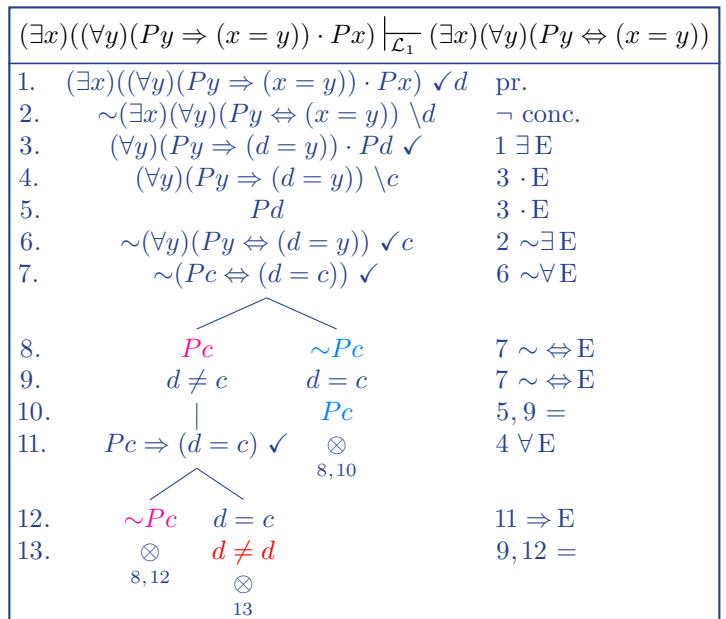 (∃x)((∀y)(Py ⇒ (x = y)) · Px) |—ℒ₁ (∃x)(∀y)(Py ⇔ (x = y))
1. (∃x)((∀y)(Py ⇒ (x = y)) · Px) ✓d pr.
2. ∼(∃x)(∀y)(Py ⇔ (x = y)) \d ¬ conc.
3. (∀y)(Py ⇒ (d = y)) · Pd ✓ 1 ∃E
4. (∀y)(Py ⇒ (d = y)) \c 3 ·E
5. Pd 3 ·E
6. ∼(∀y)(Py ⇔ (d = y)) ✓c 2 ∼∃E
7. ∼(Pc ⇔ (d = c)) ✓ 6 ∼∀E
8. Pc ∼Pc 7 ∼⇔E
9. d ≠ c d = c 7 ∼⇔E
10. Pc 5, 9 =
11. Pc ⇒ (d = c) ✓ ⊗ 4 ∀E
8, 10
12. ∼Pc d = c 11 ⇒E
13. ⊗ d ≠ d 9, 12 =
8, 12 ⊗
13